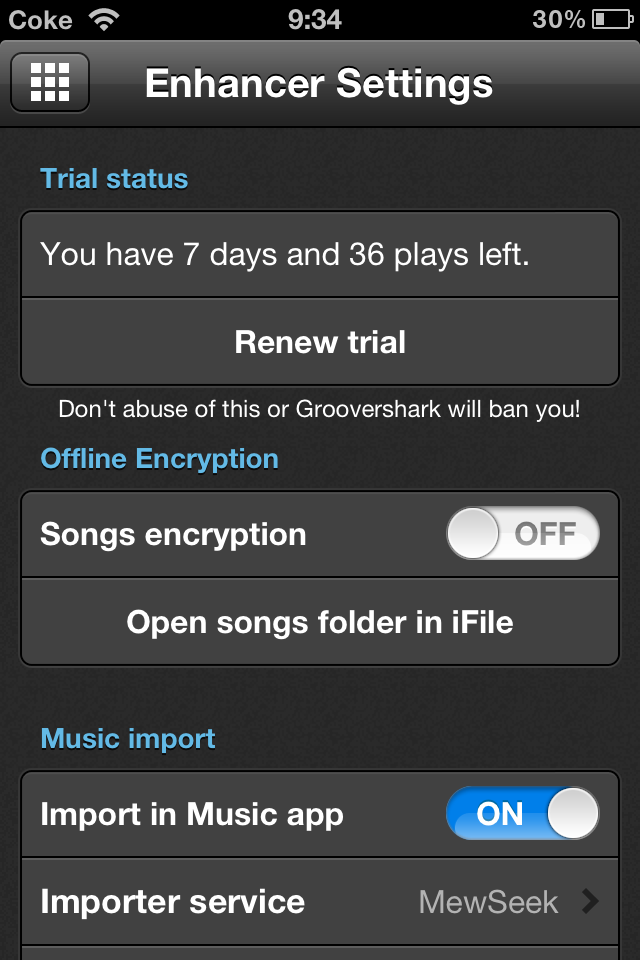 Coke 9:34 30%
Enhancer Settings
Trial status
You have 7 days and 36 plays left.
Renew trial
Don't abuse of this or Groovershark will ban you!
Offline Encryption
Songs encryption OFF
Open songs folder in iFile
Music import
Import in Music app ON
Importer service MewSeek